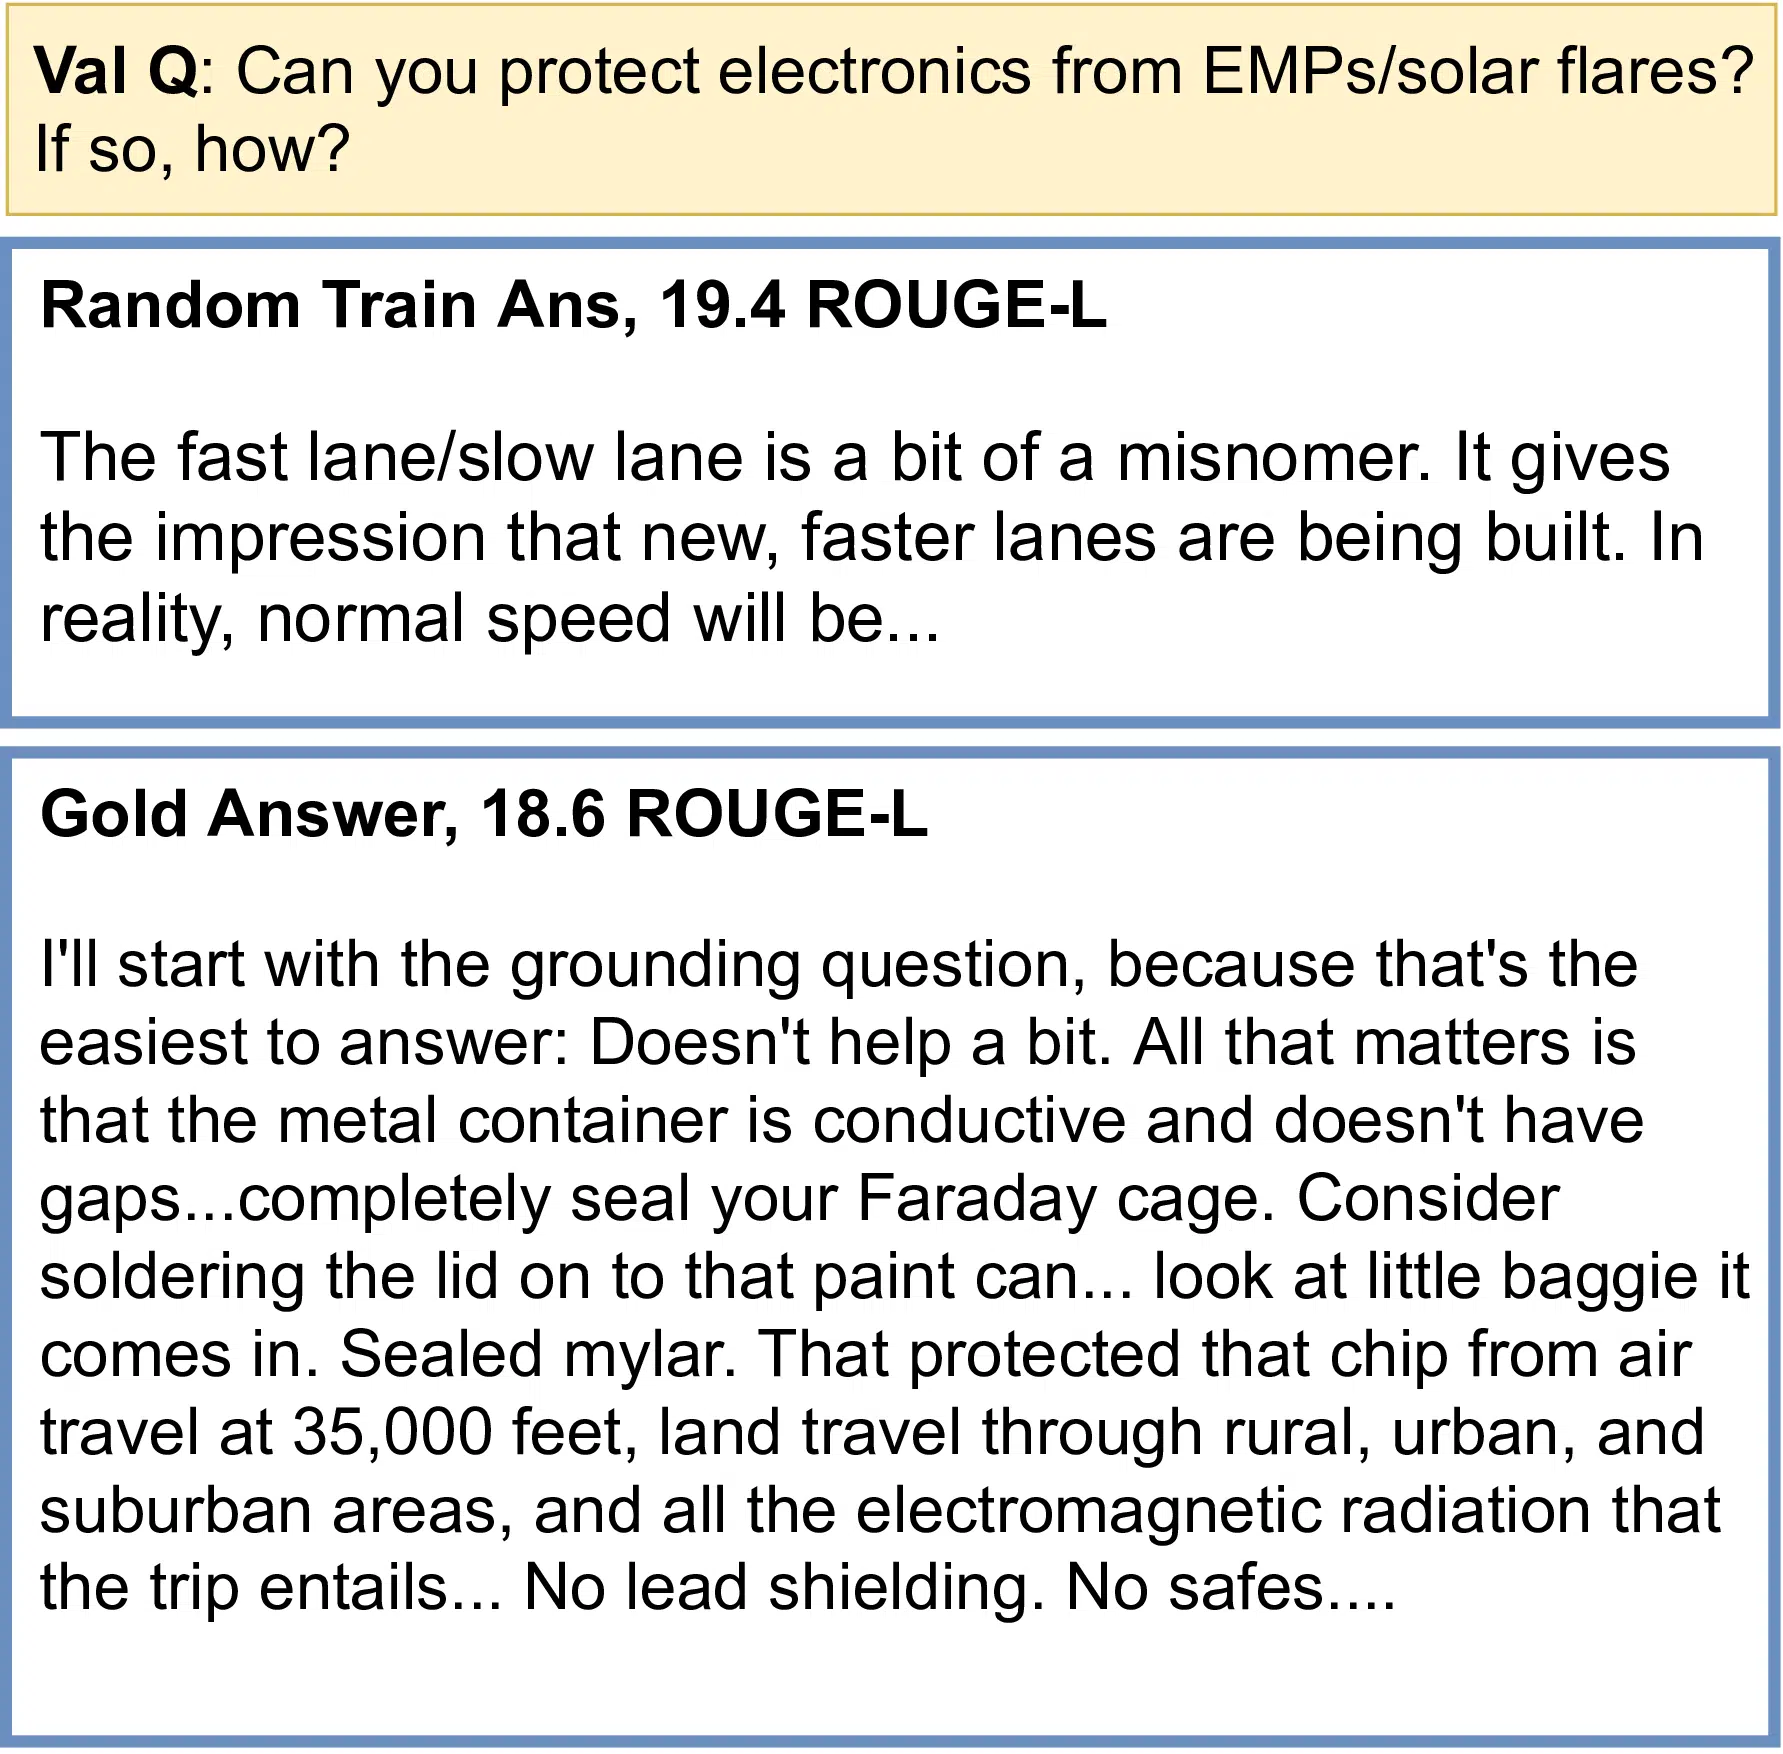 Val Q: Can you protect electronics from EMPs/solar flares?
If so, how?
Random Train Ans, 19.4 ROUGE-L
The fast lane/slow lane is a bit of a misnomer. It gives
the impression that new, faster lanes are being built. In
reality, normal speed will be...
Gold Answer, 18.6 ROUGE-L
I'll start with the grounding question, because that's the
easiest to answer: Doesn't help a bit. All that matters is
that the metal container is conductive and doesn't have
gaps...completely seal your Faraday cage. Consider
soldering the lid on to that paint can... look at little baggie it
comes in. Sealed mylar. That protected that chip from air
travel at 35,000 feet, land travel through rural, urban, and
suburban areas, and all the electromagnetic radiation that
the trip entails... No lead shielding. No safes....